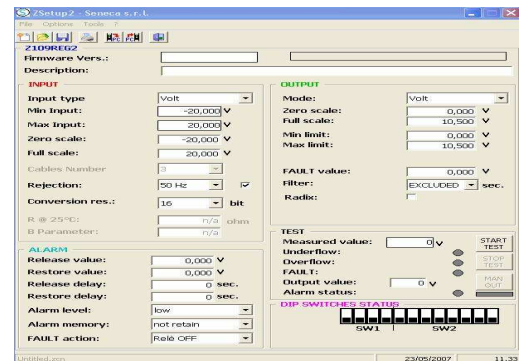 ZSetup2 - Seneca s.r.l.
File Options Tools ?
Z109REG2
Firmware Vers.:
Description:
INPUT
Input type Volt
Min Input: -20,000 V
Max Input: 20,000 V
Zero scale: -20,000 V
Full scale: 20,000 V
Cables Number 3
Rejection: 50 Hz
Conversion res.: 16 bit
R @ 25°C: n/a ohm
B Parameter: n/a
ALARM
Release value: 0,000 V
Restore value: 0,000 V
Release delay: 0 sec.
Restore delay: 0 sec.
Alarm level: low
Alarm memory: not retain
FAULT action: Relè OFF
OUTPUT
Mode: Volt
Zero scale: 0,000 V
Full scale: 10,500 V
Min limit: 0,000 V
Max limit: 10,500 V
FAULT value: 0,000 V
Filter: EXCLUDED sec.
Radix:
TEST
Measured value: 0 V
START TEST
Underflow:
Overflow:
STOP TEST
FAULT:
Output value: 0 V
MAN OUT
Alarm status:
DIP SWITCHES STATUS
SW1 | SW2
Untitled.zcn 23/05/2007 11.33